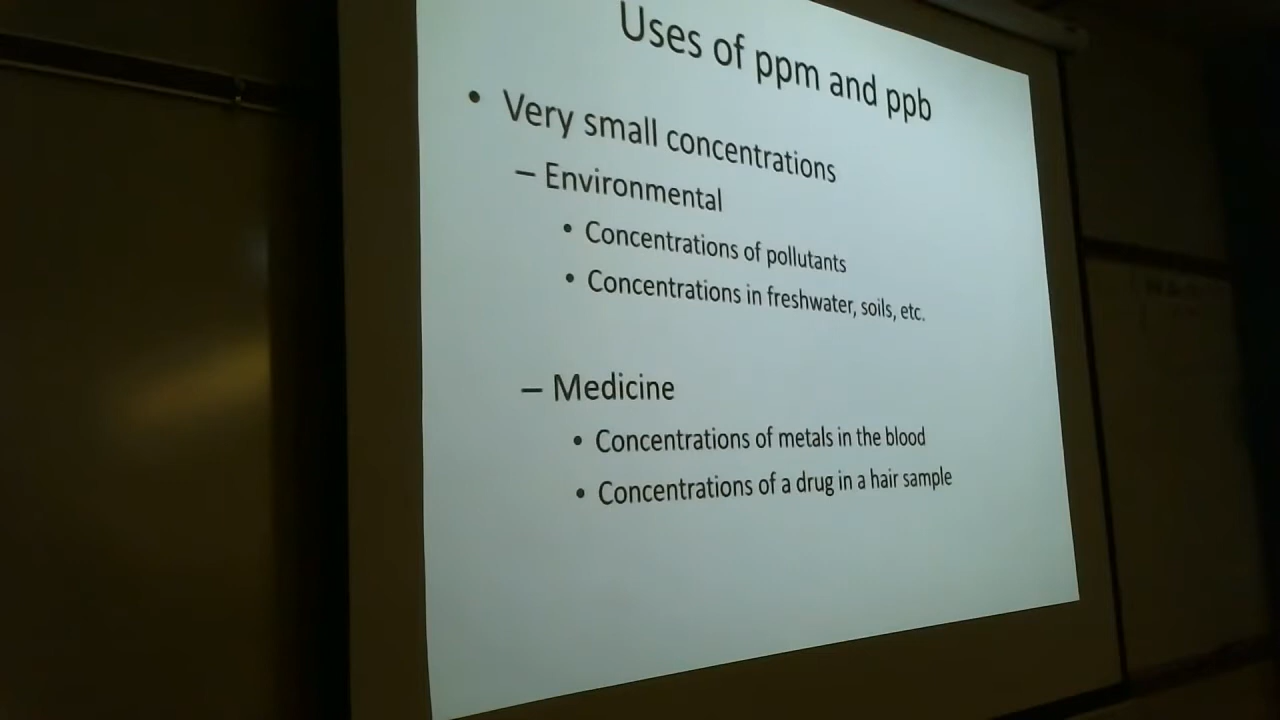 Uses of ppm and ppb
• Very small concentrations
– Environmental
• Concentrations of pollutants
• Concentrations in freshwater, soils, etc.
– Medicine
• Concentrations of metals in the blood
• Concentrations of a drug in a hair sample